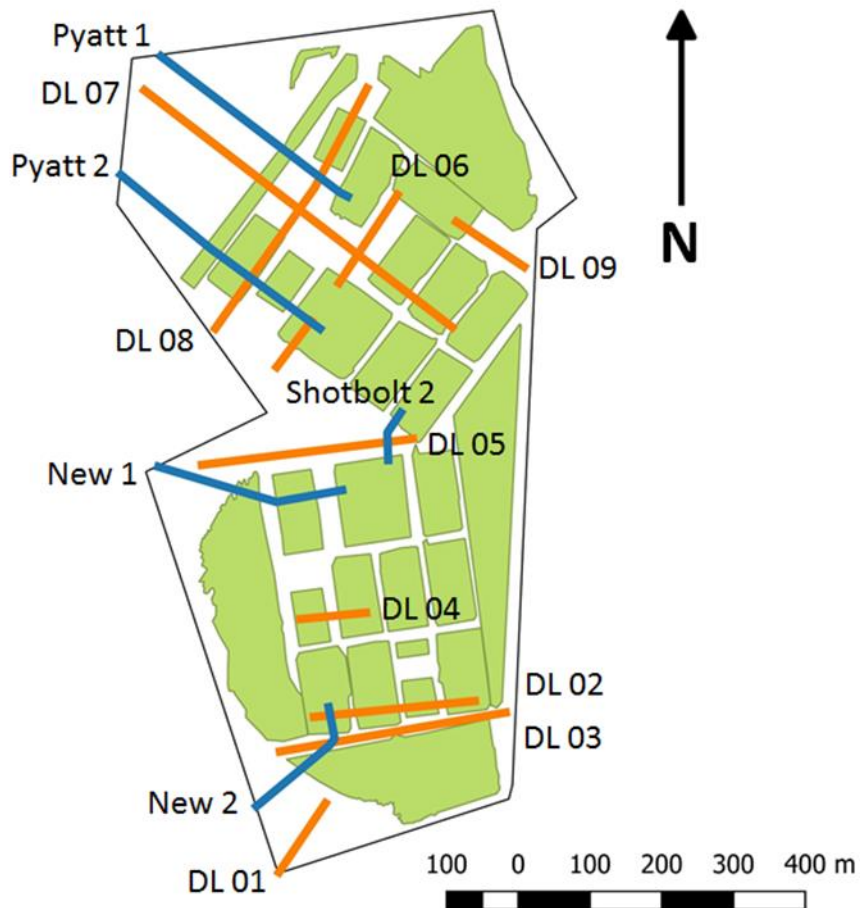 Pyatt 1
DL 07
Pyatt 2
DL 06
N
DL 09
DL 08
Shotbolt 2
DL 05
New 1
DL 04
DL 02
DL 03
New 2
DL 01
100 0 100 200 300 400 m